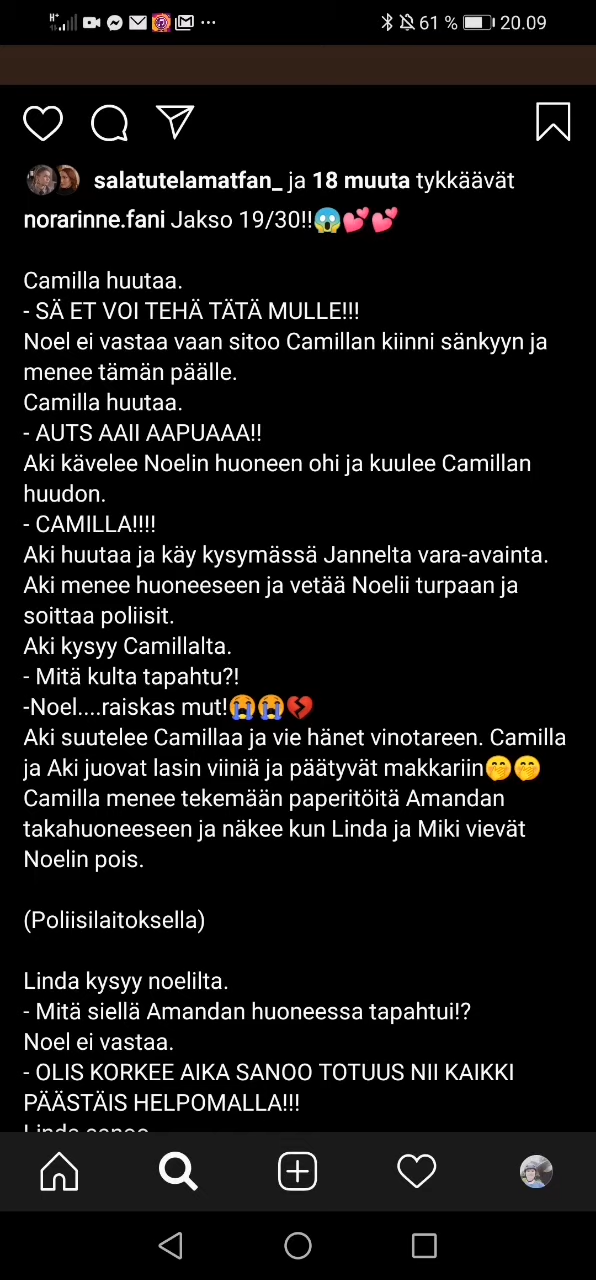 H+ 61 % 20.09
salatutelamatfan_ ja 18 muuta tykkäävät
norarinne.fani Jakso 19/30!!😱💕💕
Camilla huutaa.
- SÄ ET VOI TEHÄ TÄTÄ MULLE!!!
Noel ei vastaa vaan sitoo Camillan kiinni sänkyyn ja
menee tämän päälle.
Camilla huutaa.
- AUTS AAII AAPUAAA!!
Aki kävelee Noelin huoneen ohi ja kuulee Camillan
huudon.
- CAMILLA!!!!
Aki huutaa ja käy kysymässä Jannelta vara-avainta.
Aki menee huoneeseen ja vetää Noelii turpaan ja
soittaa poliisit.
Aki kysyy Camillalta.
- Mitä kulta tapahtu?!
-Noel....raiskas mut!😭😭💔
Aki suutelee Camillaa ja vie hänet vinotareen. Camilla
ja Aki juovat lasin viiniä ja päätyvät makkariin🤭🤭
Camilla menee tekemään paperitöitä Amandan
takahuoneeseen ja näkee kun Linda ja Miki vievät
Noelin pois.
(Poliisilaitoksella)
Linda kysyy noelilta.
- Mitä siellä Amandan huoneessa tapahtui!?
Noel ei vastaa.
- OLIS KORKEE AIKA SANOO TOTUUS NII KAIKKI
PÄÄSTÄIS HELPOMALLA!!!
Linda sanoo